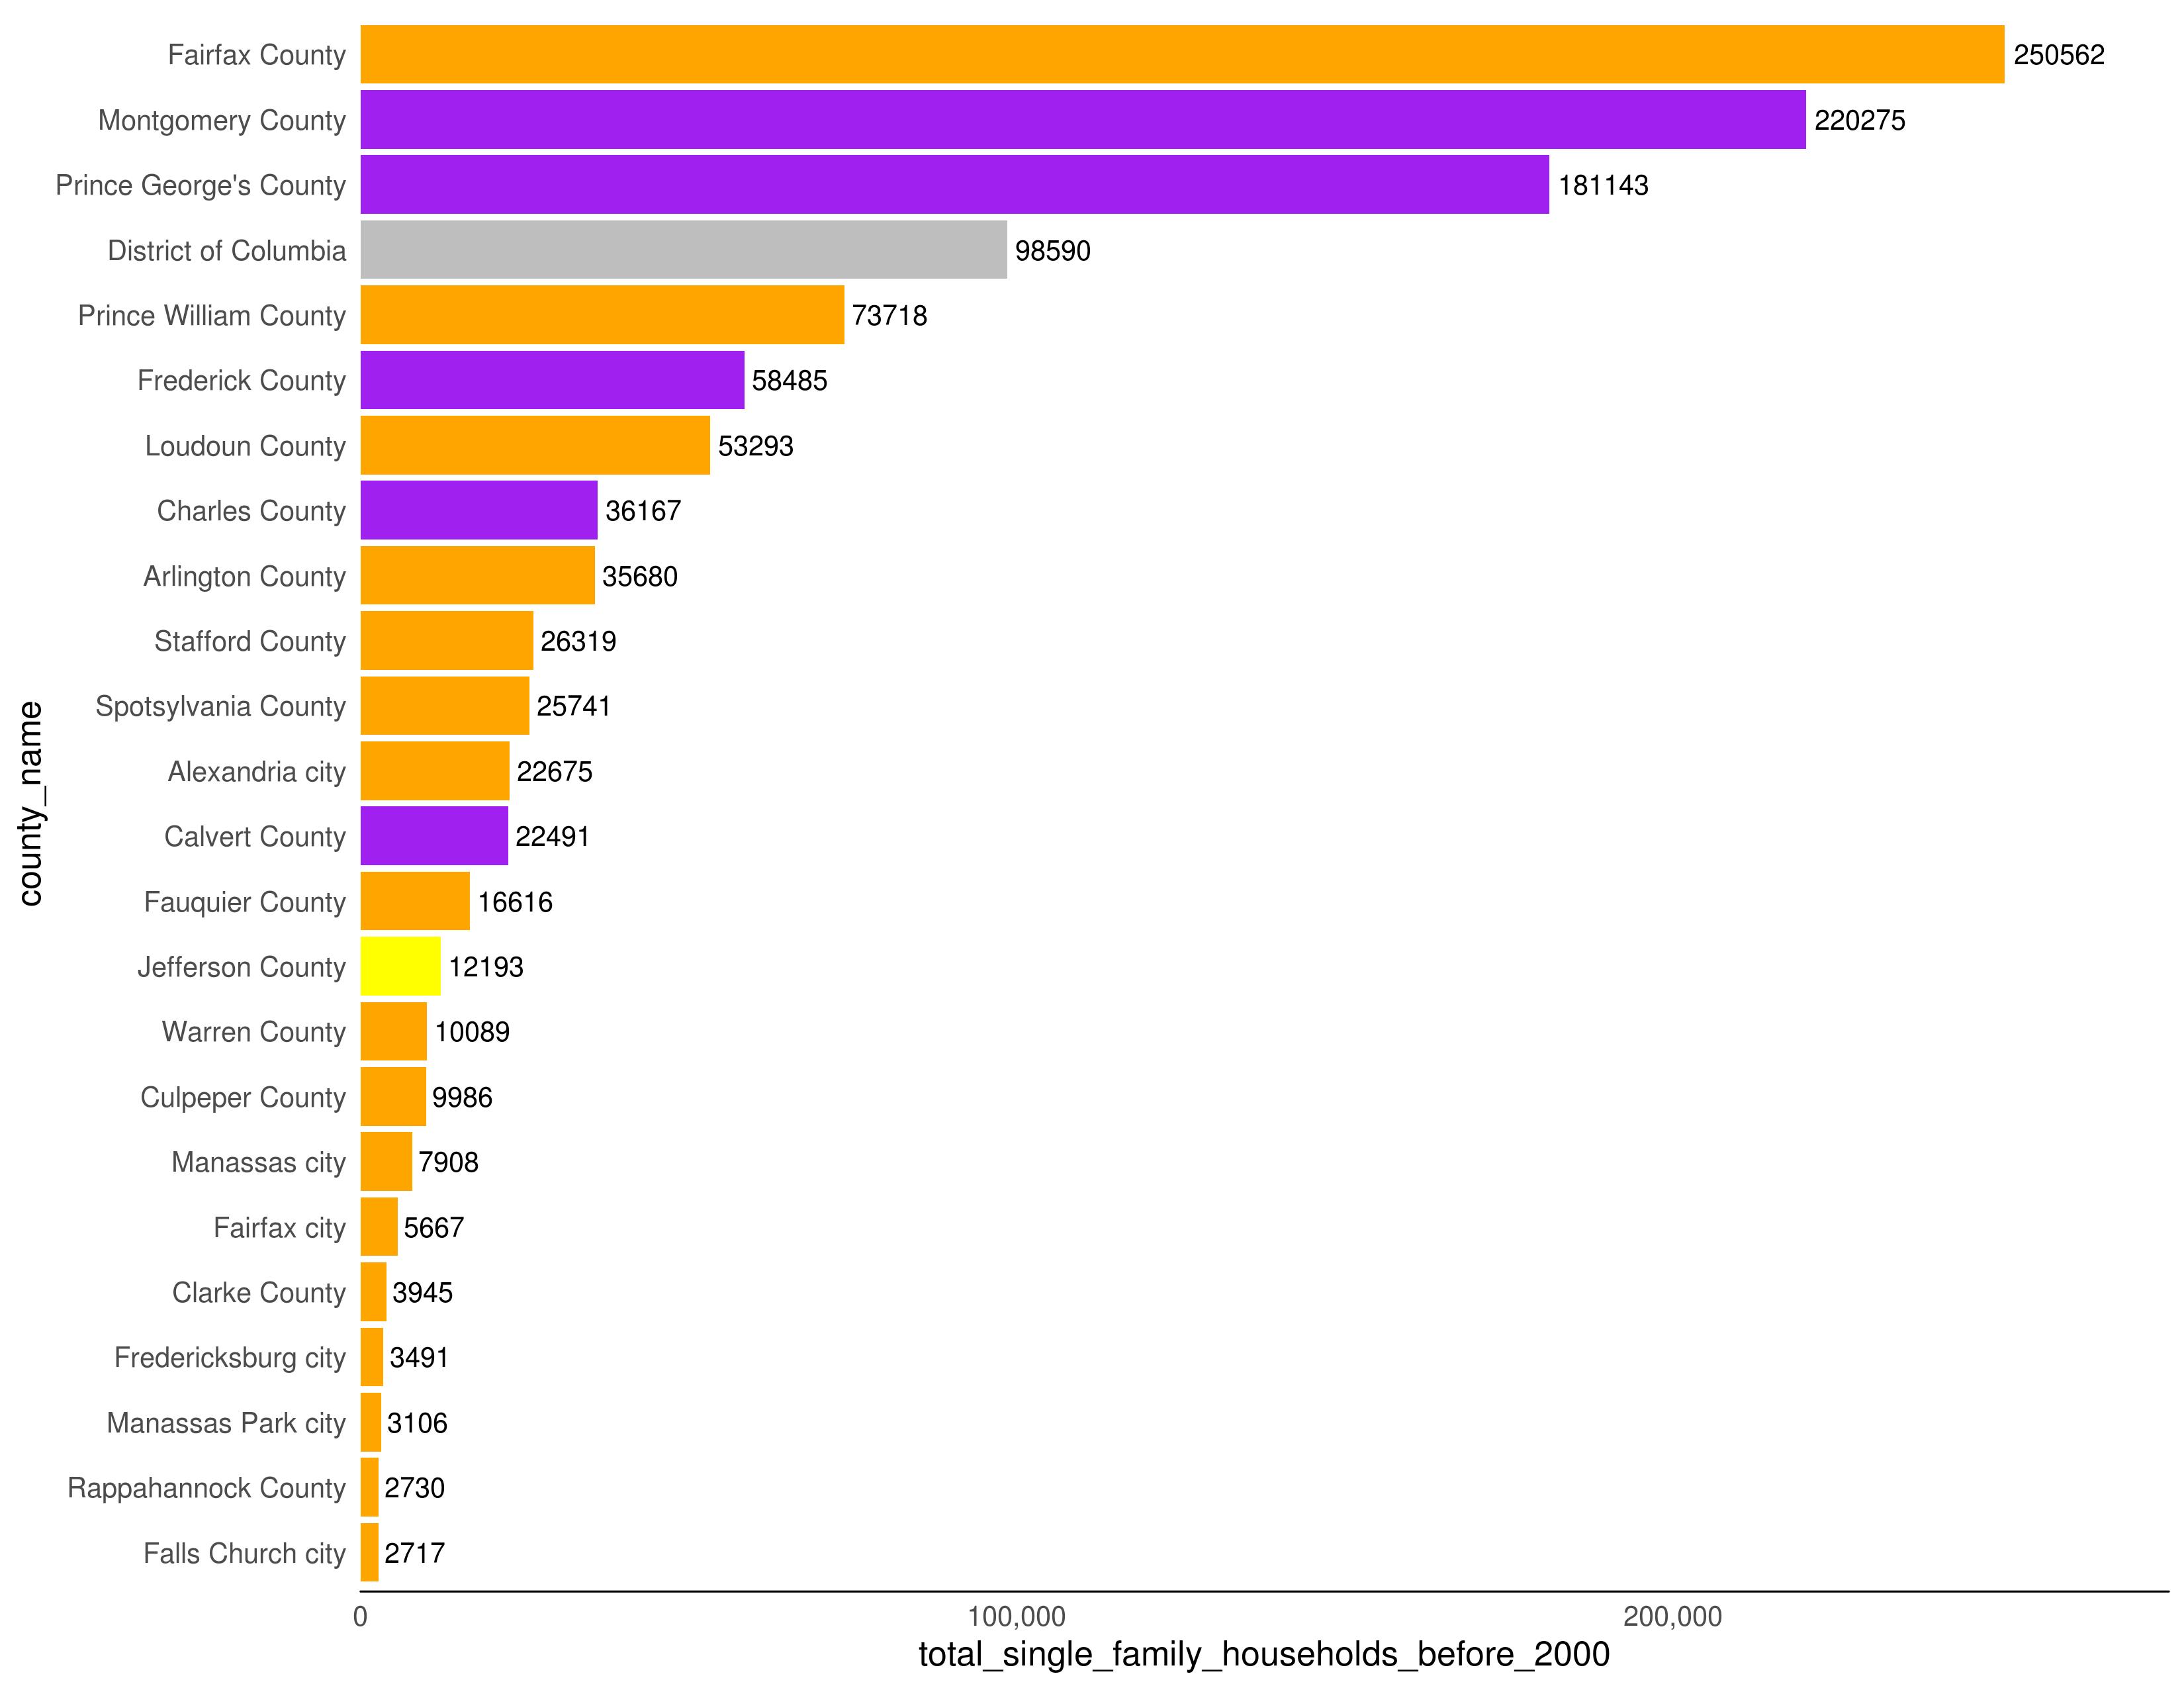 Fairfax County 250562
Montgomery County 220275
Prince George's County 181143
District of Columbia 98590
Prince William County 73718
Frederick County 58485
Loudoun County 53293
Charles County 36167
Arlington County 35680
Stafford County 26319
Spotsylvania County 25741
Alexandria city 22675
Calvert County 22491
Fauquier County 16616
Jefferson County 12193
Warren County 10089
Culpeper County 9986
Manassas city 7908
Fairfax city 5667
Clarke County 3945
Fredericksburg city 3491
Manassas Park city 3106
Rappahannock County 2730
Falls Church city 2717
county_name
0 100,000 200,000
total_single_family_households_before_2000